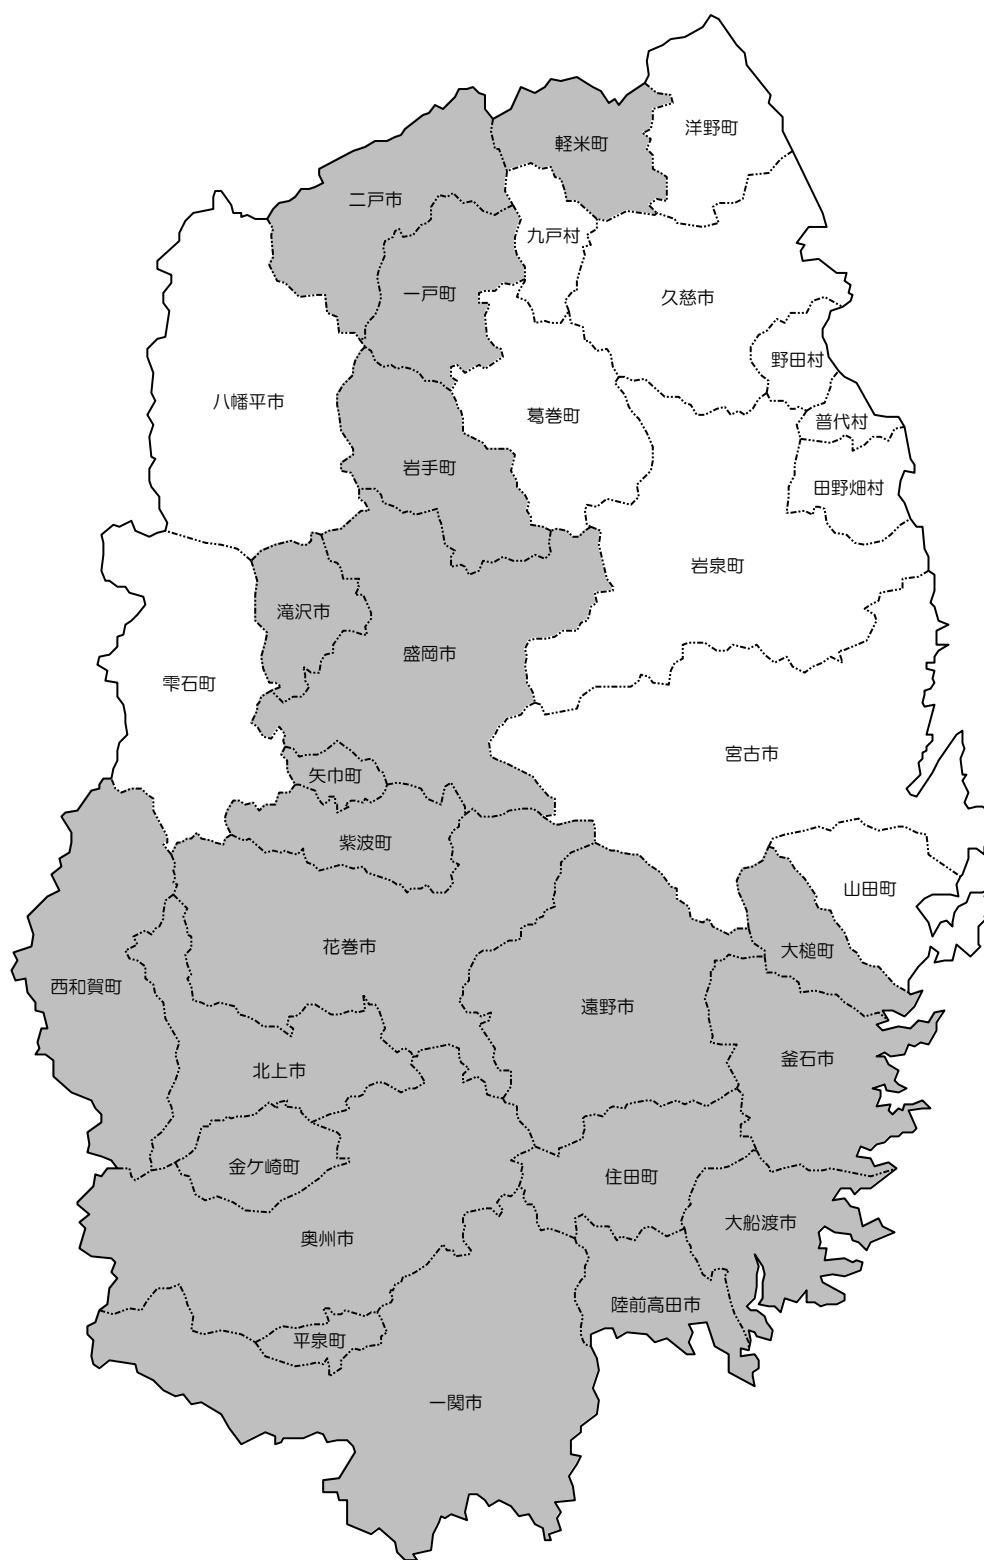 洋野町
軽米町
二戸市
九戸村
一戸町
久慈市
野田村
八幡平市
葛巻町
普代村
岩手町
田野畑村
岩泉町
滝沢市
盛岡市
雫石町
宮古市
矢巾町
紫波町
山田町
花巻市
大槌町
西和賀町
遠野市
釜石市
北上市
金ケ崎町
住田町
大船渡市
奥州市
陸前高田市
平泉町
一関市